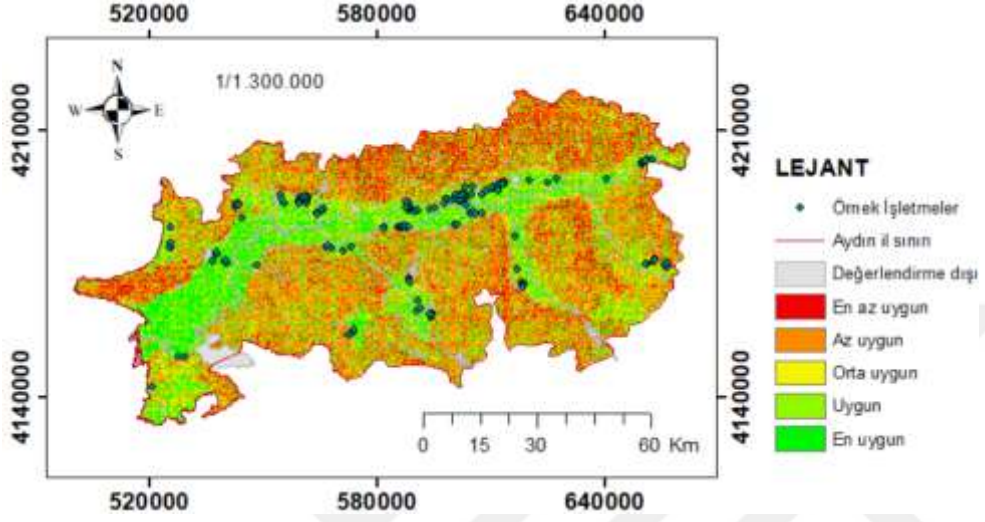 520000 580000 640000
N
W E
S
1/1.300.000
4210000
4210000
4140000
4140000
0 15 30 60 Km
520000 580000 640000
LEJANT
Örnek İşletmeler
Aydın il sınırı
Değerlendirme dışı
En az uygun
Az uygun
Orta uygun
Uygun
En uygun